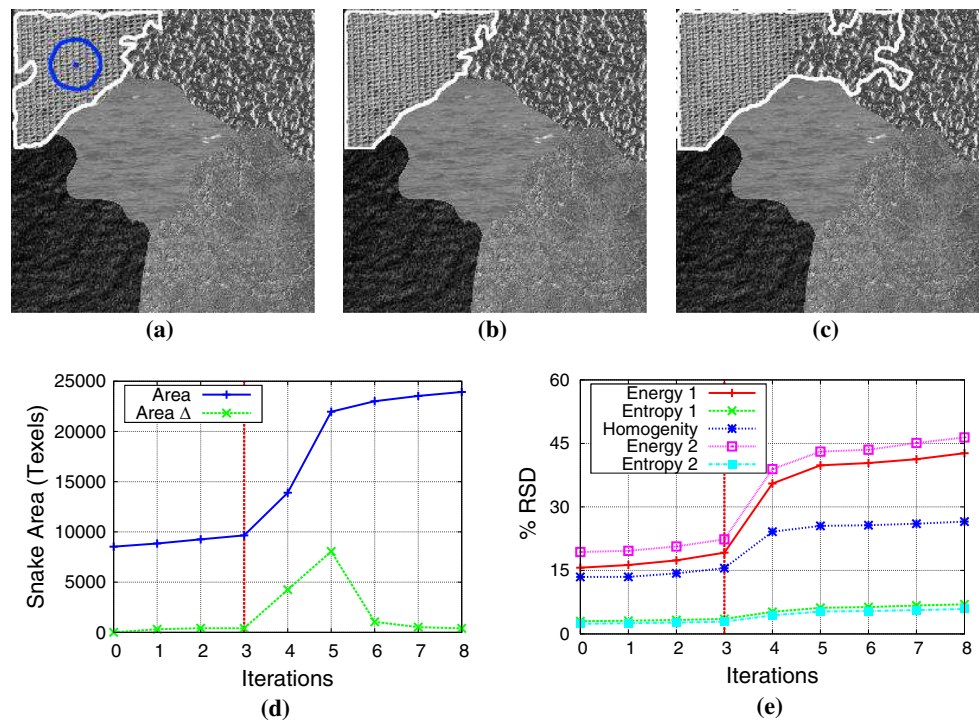 (a)
(b)
(c)
Snake Area (Texels)
25000
20000
15000
10000
5000
0
Area
Area Δ
0 1 2 3 4 5 6 7 8
Iterations
(d)
% RSD
60
45
30
15
0
Energy 1
Entropy 1
Homogenity
Energy 2
Entropy 2
0 1 2 3 4 5 6 7 8
Iterations
(e)